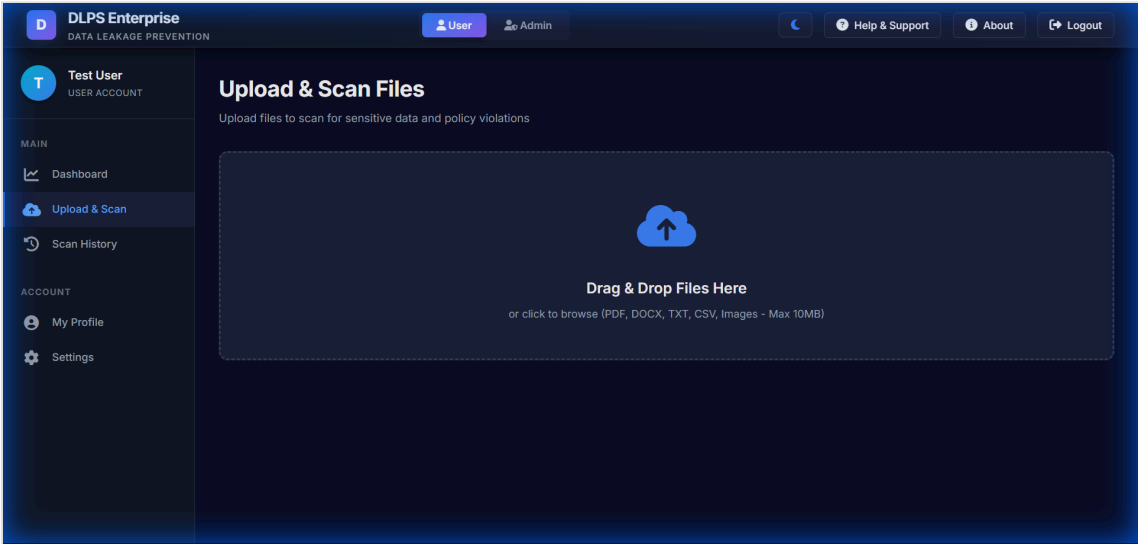 D
DLPS Enterprise
DATA LEAKAGE PREVENTION
User
Admin
Help & Support
About
Logout
T
Test User
USER ACCOUNT
MAIN
Dashboard
Upload & Scan
Scan History
ACCOUNT
My Profile
Settings
Upload & Scan Files
Upload files to scan for sensitive data and policy violations
Drag & Drop Files Here
or click to browse (PDF, DOCX, TXT, CSV, Images - Max 10MB)